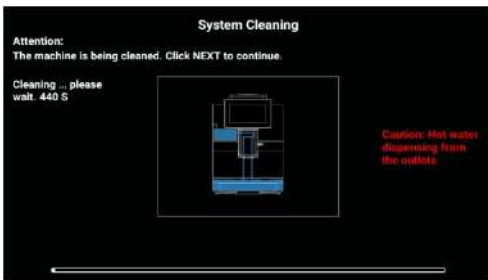 System Cleaning
Attention:
The machine is being cleaned. Click NEXT to continue.
Cleaning ... please
wait. 440 S
Caution: Hot water
dispensing from
the outlets